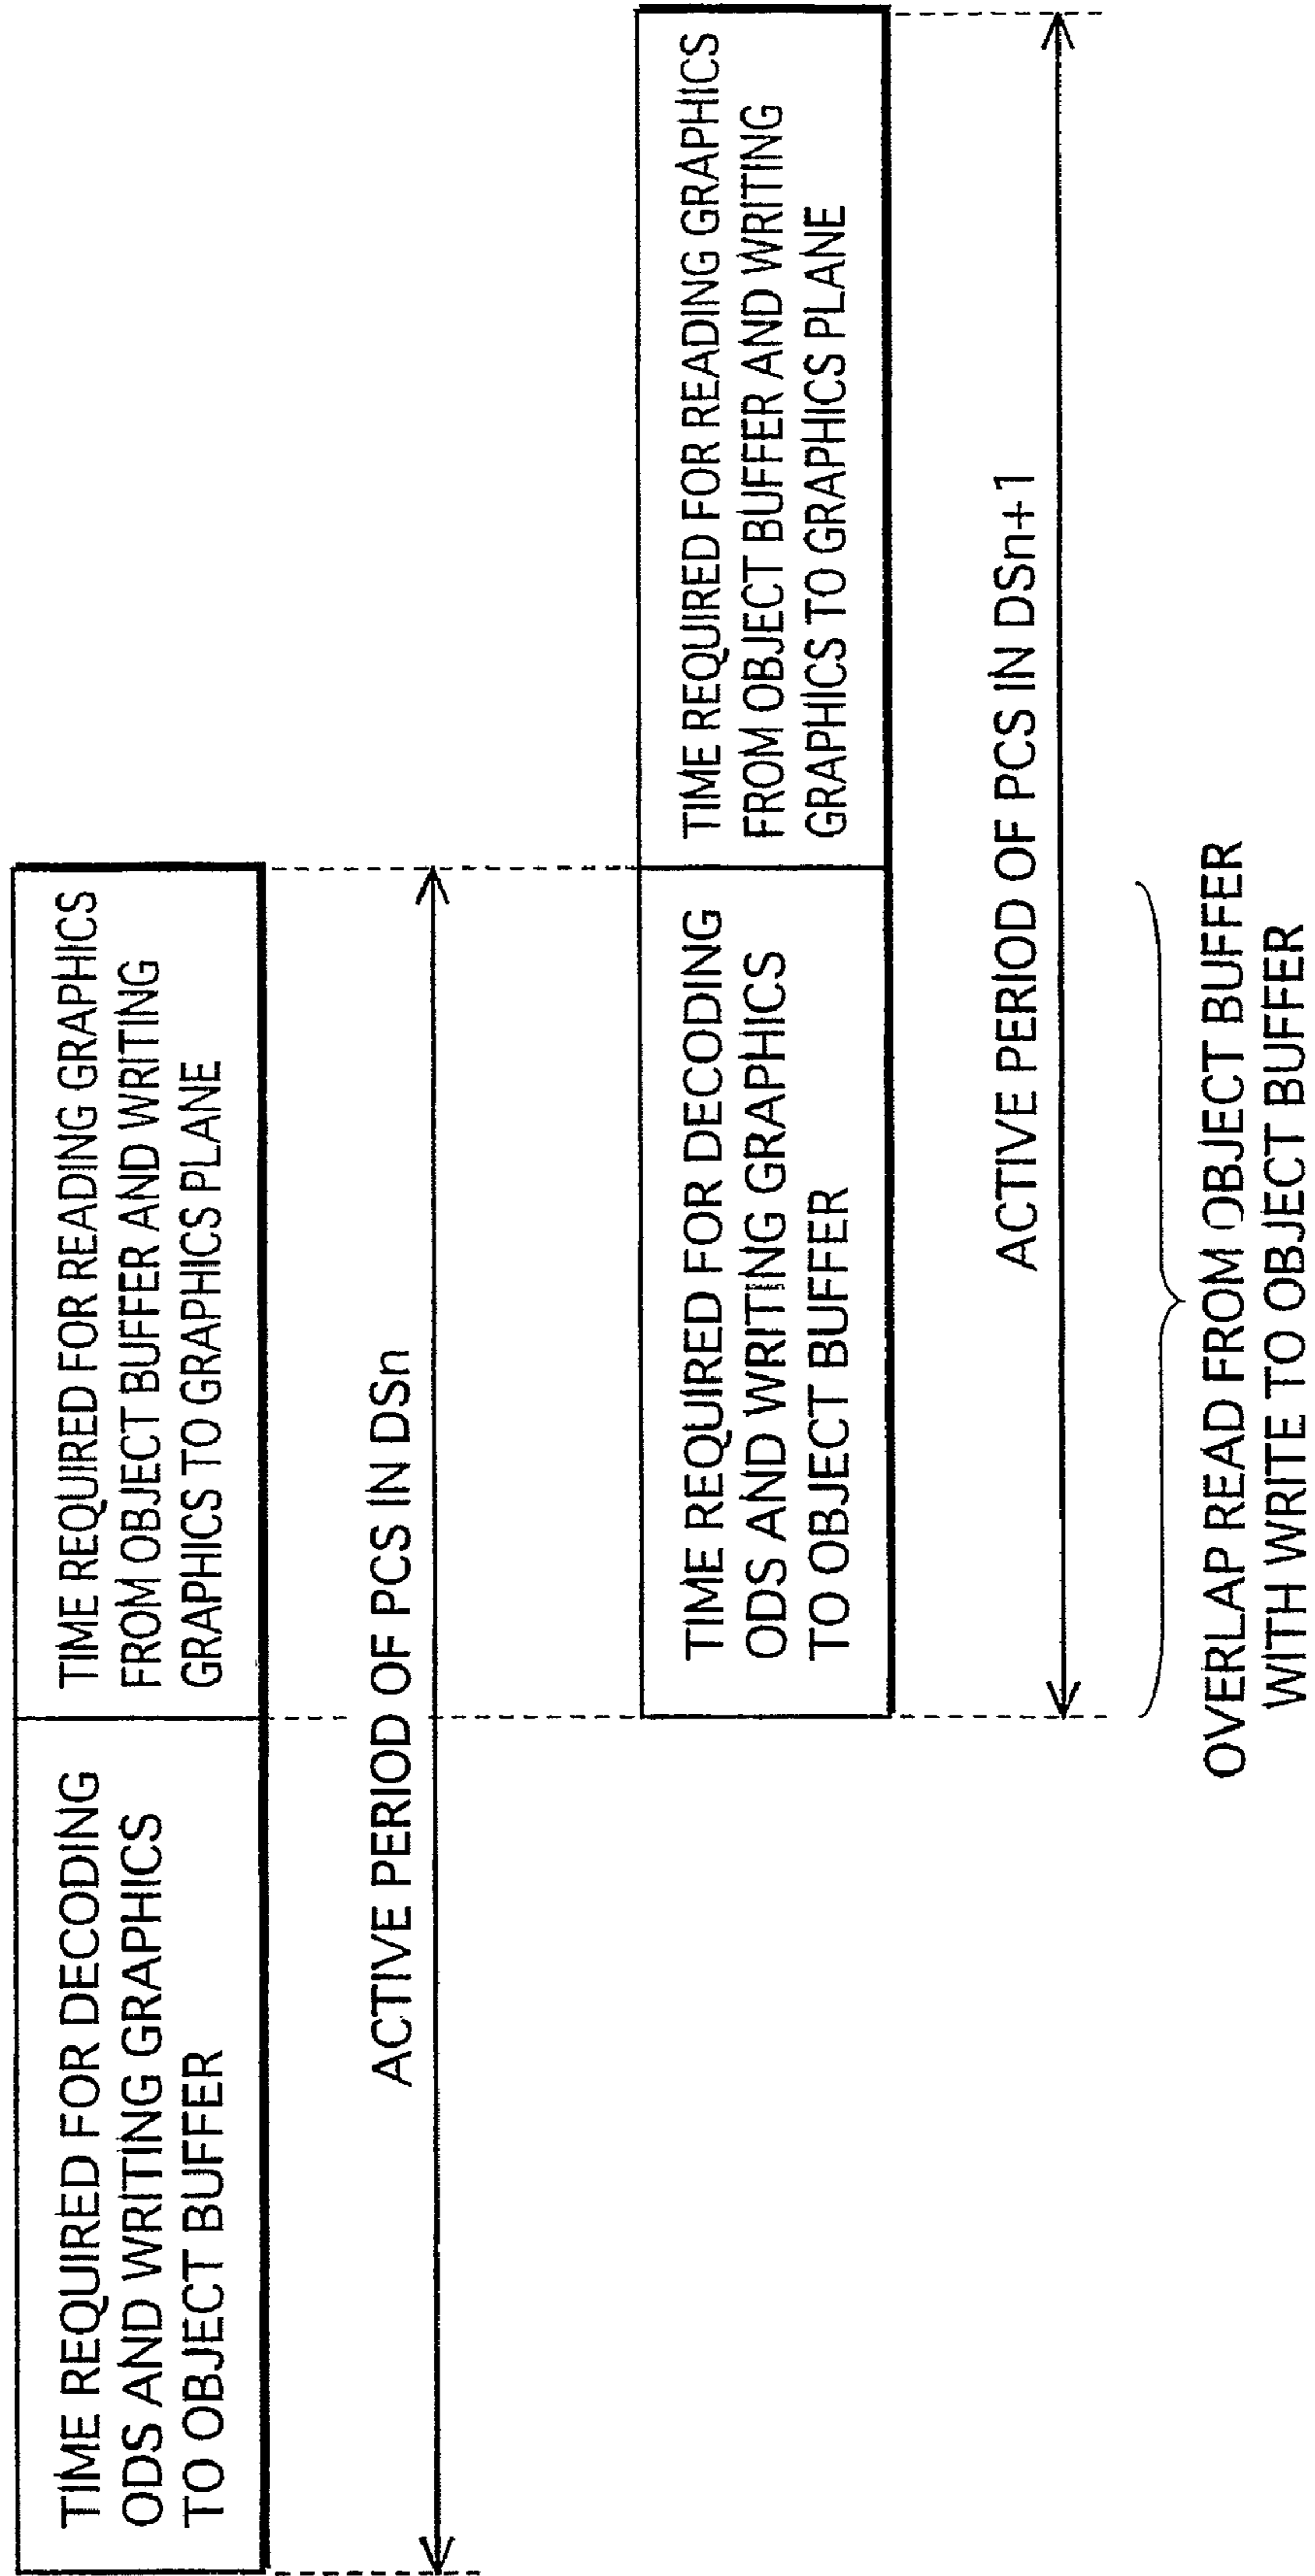 TIME REQUIRED FOR DECODING
ODS AND WRITING GRAPHICS
TO OBJECT BUFFER
TIME REQUIRED FOR READING GRAPHICS
FROM OBJECT BUFFER AND WRITING
GRAPHICS TO GRAPHICS PLANE
ACTIVE PERIOD OF PCS IN DSn
TIME REQUIRED FOR DECODING
ODS AND WRITING GRAPHICS
TO OBJECT BUFFER
TIME REQUIRED FOR READING GRAPHICS
FROM OBJECT BUFFER AND WRITING
GRAPHICS TO GRAPHICS PLANE
ACTIVE PERIOD OF PCS IN DSn+1
OVERLAP READ FROM OBJECT BUFFER
WITH WRITE TO OBJECT BUFFER